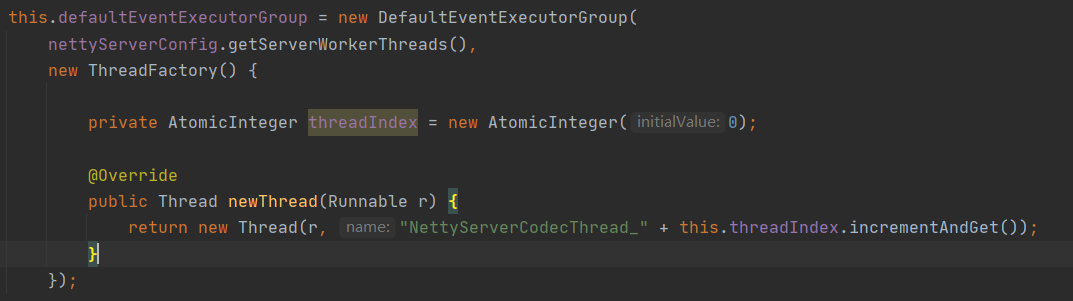 this.defaultEventExecutorGroup = new DefaultEventExecutorGroup(
    nettyServerConfig.getServerWorkerThreads(),
    new ThreadFactory() {
        private AtomicInteger threadIndex = new AtomicInteger( initialValue: 0);
        @Override
        public Thread newThread(Runnable r) {
            return new Thread(r, name: "NettyServerCodecThread_" + this.threadIndex.incrementAndGet());
        }
    });